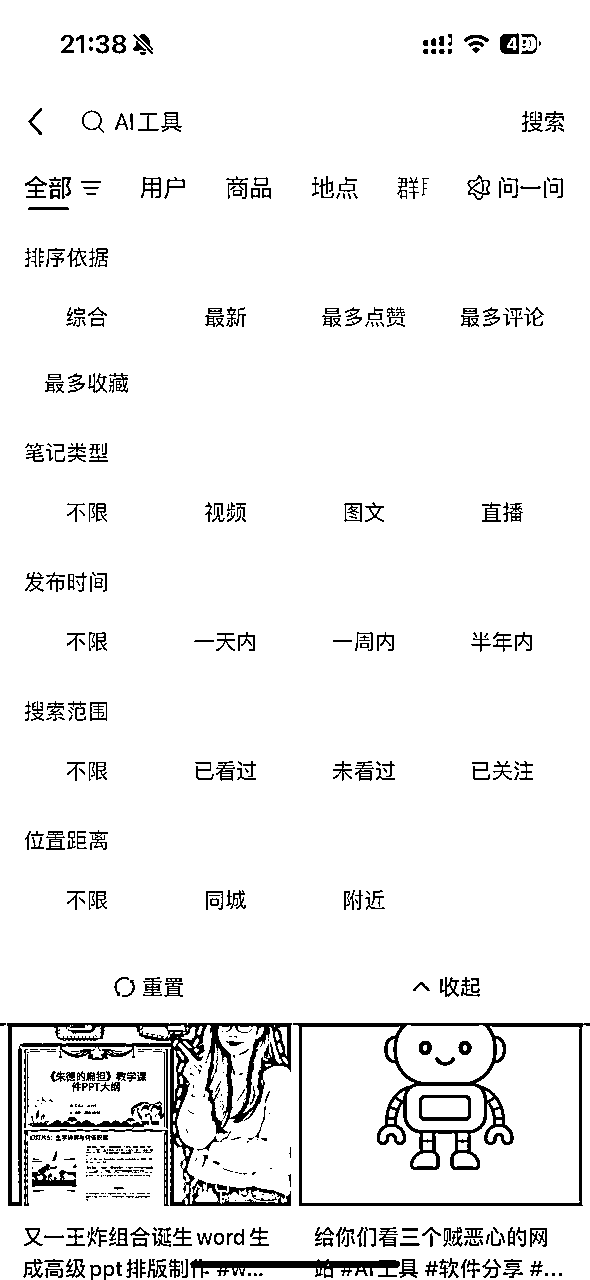 21:38
AI工具 搜索
全部 用户 商品 地点 问一问
排序依据
综合 最新 最多点赞 最多评论
最多收藏
笔记类型
不限 视频 图文 直播
发布时间
不限 一天内 一周内 半年内
搜索范围
不限 已看过 未看过 已关注
位置距离
不限 同城 附近
重置 收起
《朱德的扁担》教学课
件PPT大纲
又一王炸组合诞生word生
成高级ppt排版制作 #w...
给你们看三个贼恶心的网
站 #AI工具 #软件分享 #...